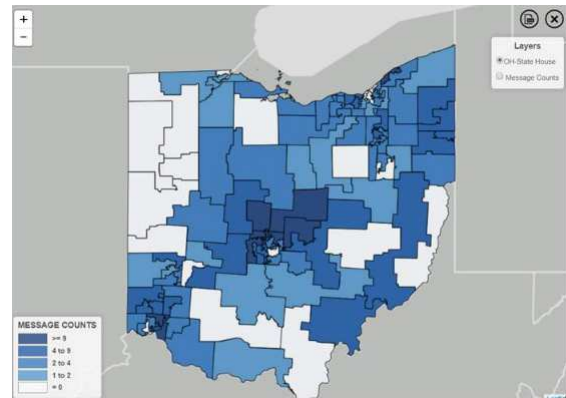 +
−
Layers
OH-State House
Message Counts
MESSAGE COUNTS
>= 9
4 to 9
2 to 4
1 to 2
= 0